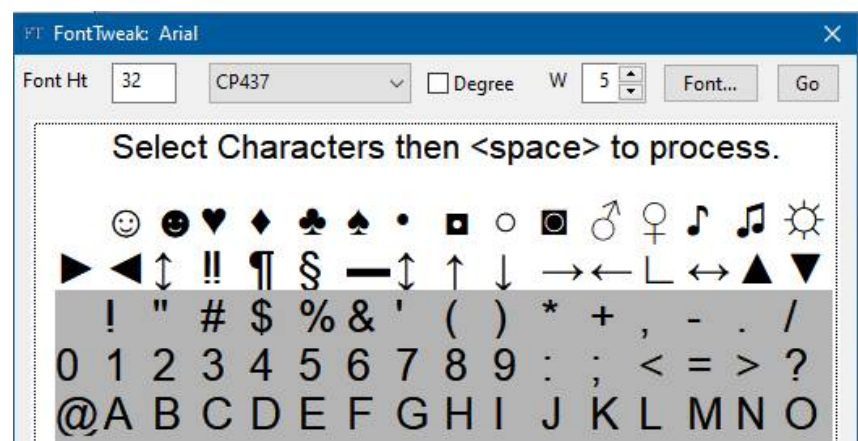 FT FontTweak: Arial
Font Ht 32 CP437 Degree W 5 Font... Go
Select Characters then <space> to process.
☺ ☻ ♥ ♦ ♣ ♠ • ◘ ○ ◙ ♂ ♀ ♪ ♫ ☼
► ◄ ↕ ‼ ¶ § ▬ ↨ ↑ ↓ → ← ∟ ↔ ▲ ▼
! " # $ % & ' ( ) * + , - . /
0 1 2 3 4 5 6 7 8 9 : ; < = > ?
@ A B C D E F G H I J K L M N O